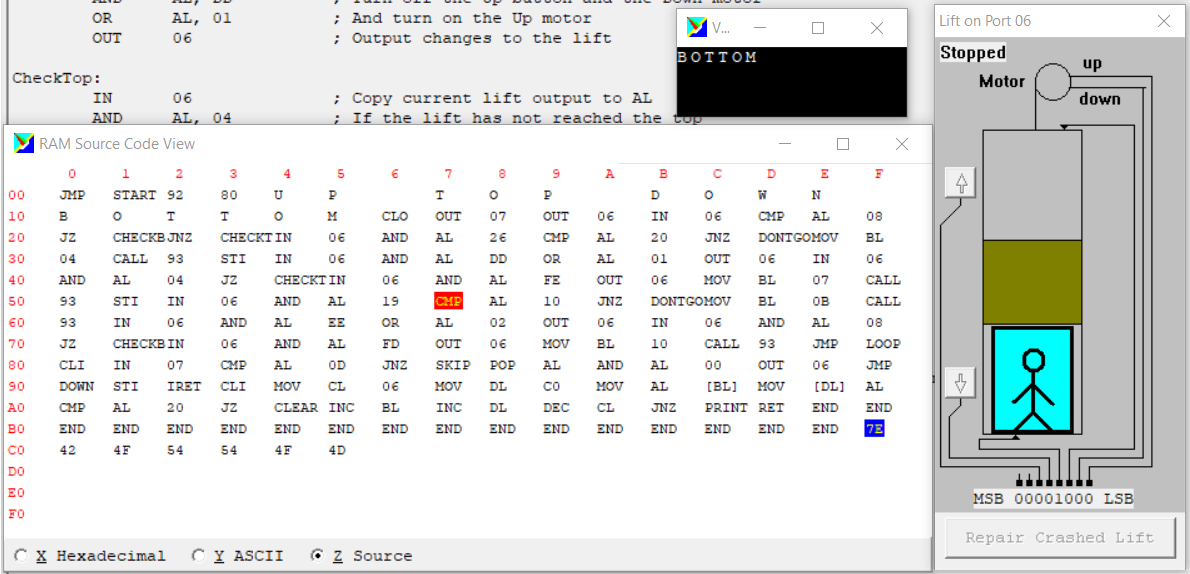 AND AL, DD ; Turn off the Up button and the Down motor
OR AL, 01 ; And turn on the Up motor
OUT 06 ; Output changes to the lift
CheckTop:
IN 06 ; Copy current lift output to AL
AND AL, 04 ; If the lift has not reached the top
V...
BOTTOM
Lift on Port 06
Stopped
up
Motor
down
RAM Source Code View
0 1 2 3 4 5 6 7 8 9 A B C D E F
00 JMP START 92 80 U P T O P D O W N
10 B O T T O M CLO OUT 07 OUT 06 IN 06 CMP AL 08
20 JZ CHECKBJNZ CHECKTIN 06 AND AL 26 CMP AL 20 JNZ DONTGOMOV BL
30 04 CALL 93 STI IN 06 AND AL DD OR AL 01 OUT 06 IN 06
40 AND AL 04 JZ CHECKTIN 06 AND AL FE OUT 06 MOV BL 07 CALL
50 93 STI IN 06 AND AL 19 CMP AL 10 JNZ DONTGOMOV BL 0B CALL
60 93 IN 06 AND AL EE OR AL 02 OUT 06 IN 06 AND AL 08
70 JZ CHECKBIN 06 AND AL FD OUT 06 MOV BL 10 CALL 93 JMP LOOP
80 CLI IN 07 CMP AL 0D JNZ SKIP POP AL AND AL 00 OUT 06 JMP
90 DOWN STI IRET CLI MOV CL 06 MOV DL C0 MOV AL [BL] MOV [DL] AL
A0 CMP AL 20 JZ CLEAR INC BL INC DL DEC CL JNZ PRINT RET END END
B0 END END END END END END END END END END END END END END END 7E
C0 42 4F 54 54 4F 4D
D0
E0
F0
X Hexadecimal Y ASCII Z Source
MSB 00001000 LSB
Repair Crashed Lift